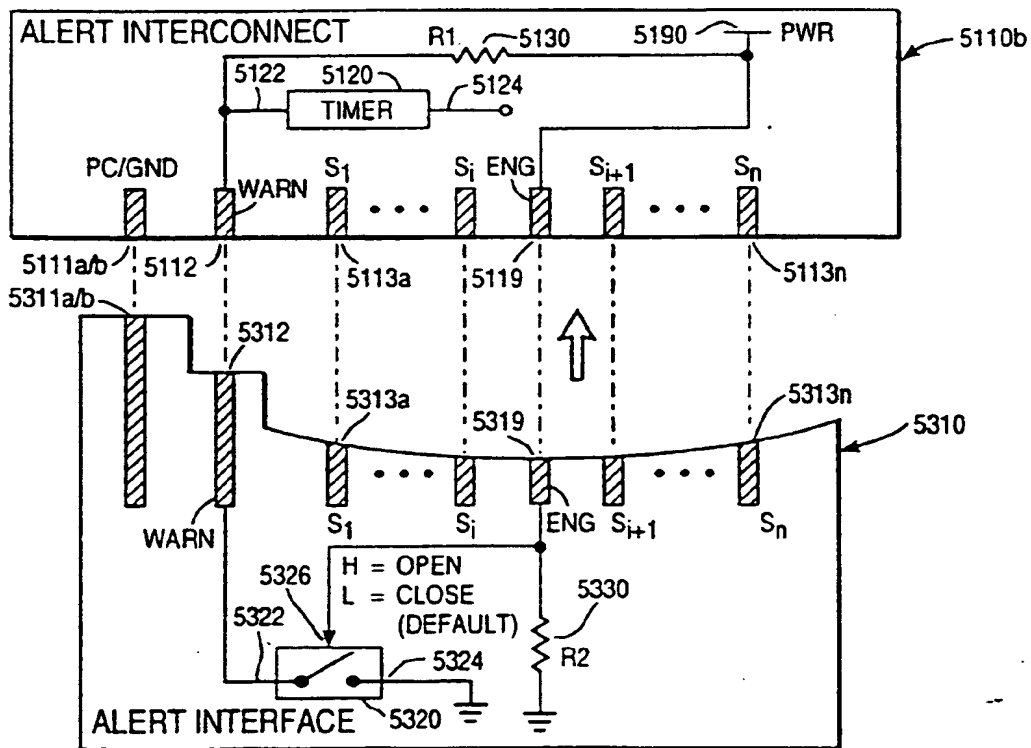 ALERT INTERCONNECT
R1 5130 5190 PWR 5110b
5122 5120 5124
TIMER
PC/GND WARN S1 Si ENG Si+1 Sn
5111a/b 5112 5113a 5119 5113n
5311a/b
5312
5313a 5319 5313n
5310
WARN S1 Si ENG Si+1 Sn
5326 H = OPEN
L = CLOSE 5330
(DEFAULT)
5322 5324 R2
5320
ALERT INTERFACE